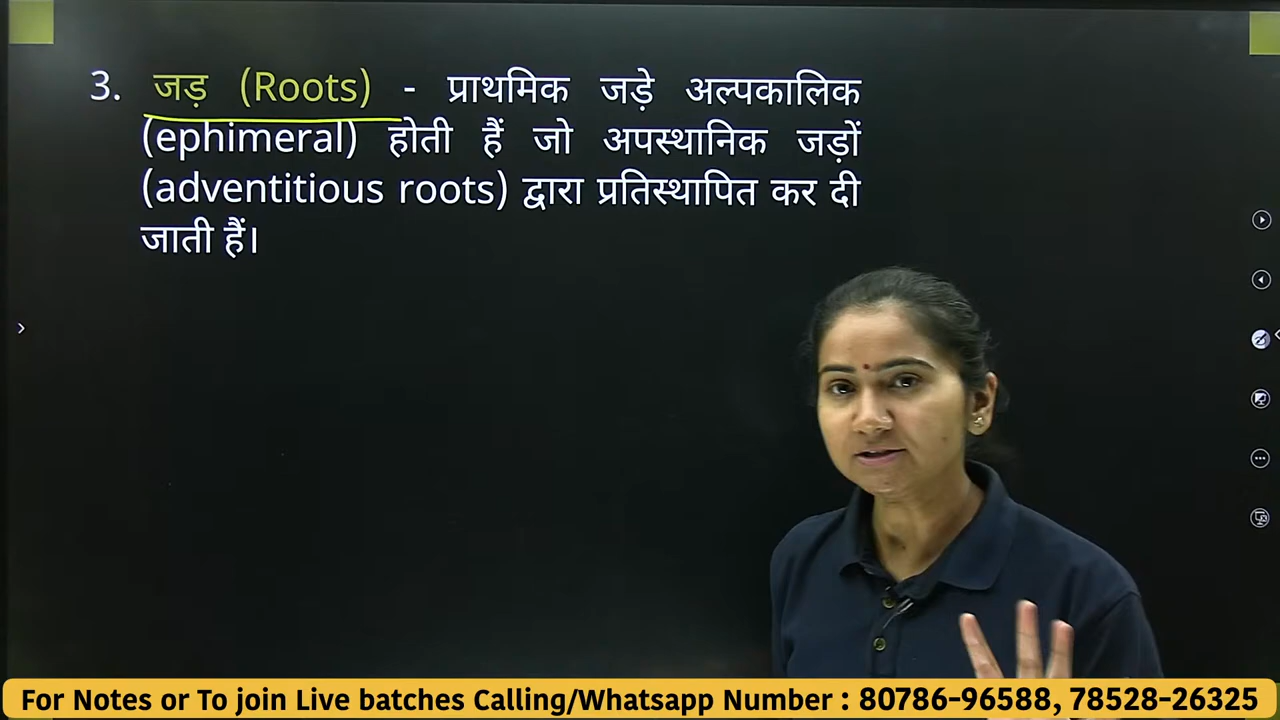 3. जड़ (Roots) - प्राथमिक जड़े अल्पकालिक
(ephimeral) होती हैं जो अपस्थानिक जड़ों
(adventitious roots) द्वारा प्रतिस्थापित कर दी
जाती हैं।
For Notes or To join Live batches Calling/Whatsapp Number : 80786-96588, 78528-26325